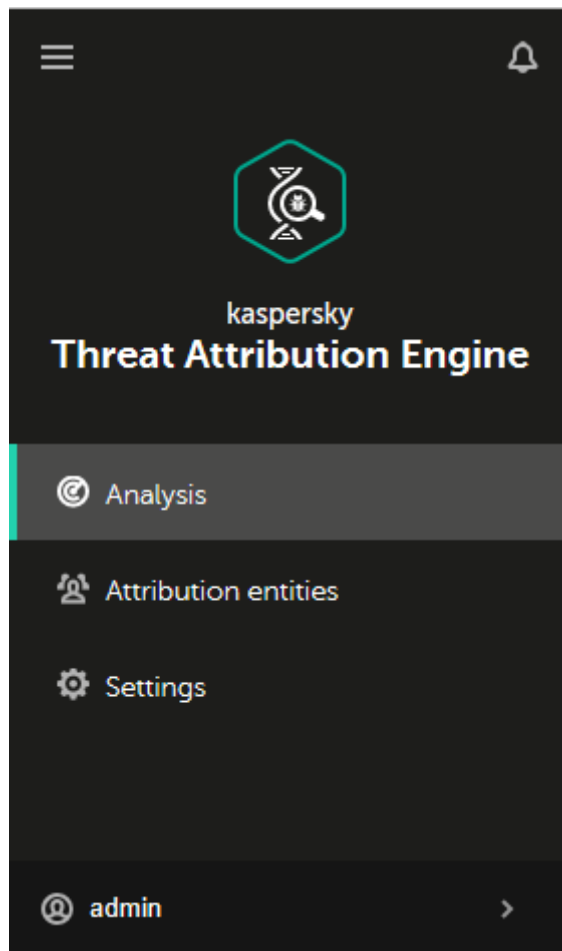 kaspersky
Threat Attribution Engine
Analysis
Attribution entities
Settings
admin